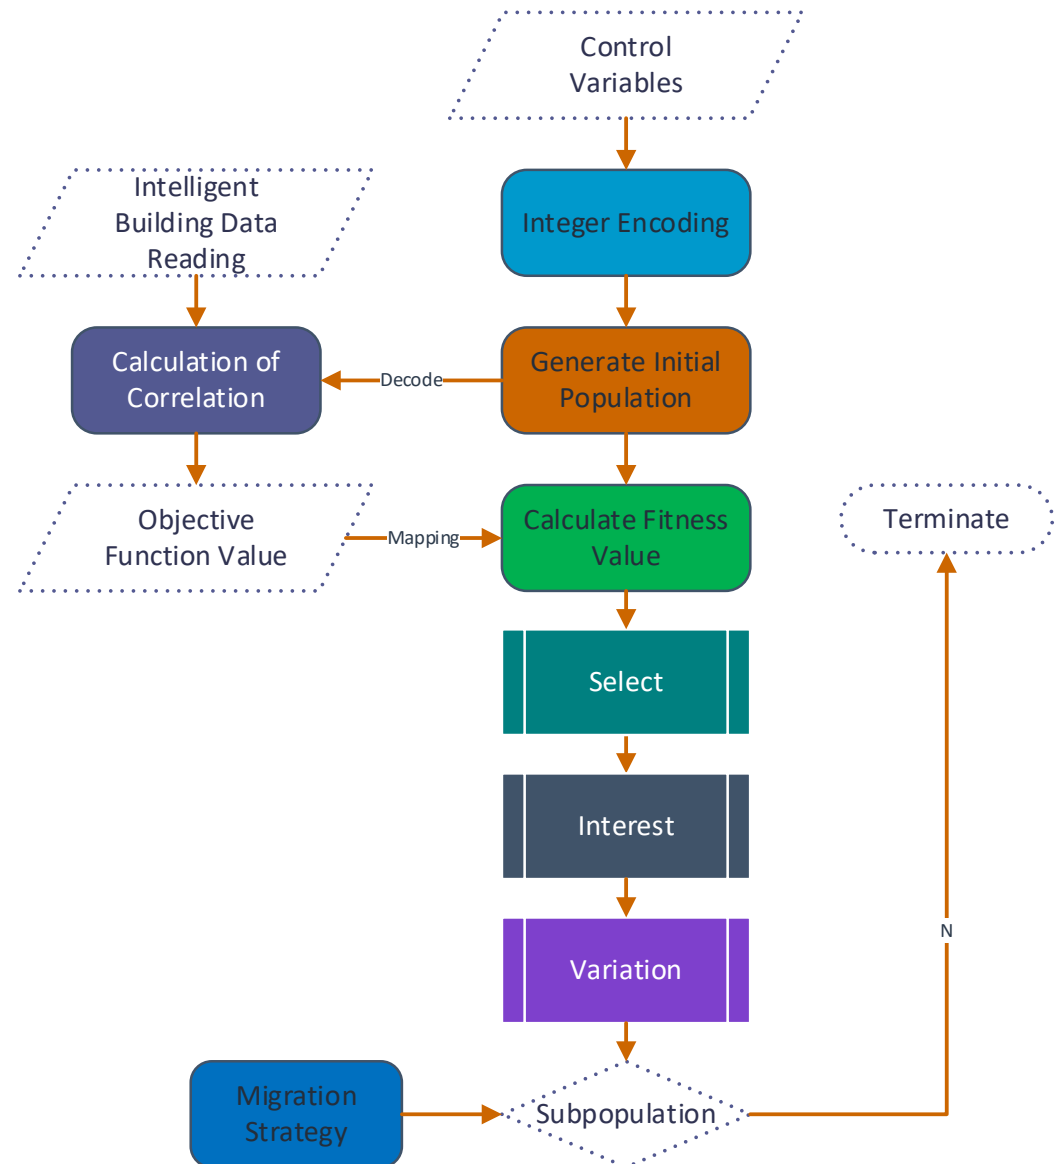 Control
Variables
Intelligent
Building Data
Reading
Integer Encoding
Calculation of
Correlation
Decode
Generate Initial
Population
Objective
Function Value
Mapping
Calculate Fitness
Value
Terminate
Select
Interest
N
Variation
Migration
Strategy
Subpopulation